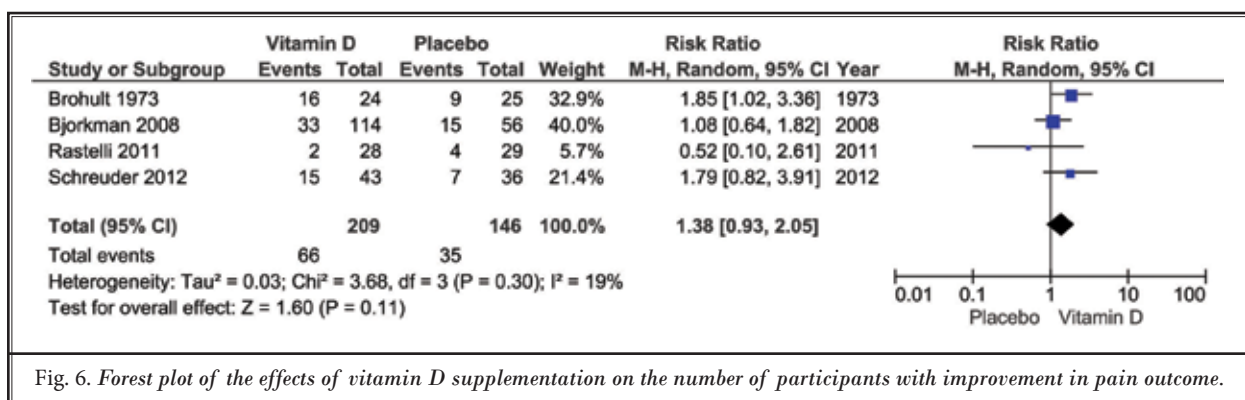 Vitamin D Placebo Risk Ratio Risk Ratio
Study or Subgroup Events Total Events Total Weight M-H, Random, 95% CI Year M-H, Random, 95% CI
Brohult 1973 16 24 9 25 32.9% 1.85 [1.02, 3.36] 1973
Bjorkman 2008 33 114 15 56 40.0% 1.08 [0.64, 1.82] 2008
Rastelli 2011 2 28 4 29 5.7% 0.52 [0.10, 2.61] 2011
Schreuder 2012 15 43 7 36 21.4% 1.79 [0.82, 3.91] 2012
Total (95% CI) 209 146 100.0% 1.38 [0.93, 2.05]
Total events 66 35
Heterogeneity: Tau² = 0.03; Chi² = 3.68, df = 3 (P = 0.30); I² = 19%
Test for overall effect: Z = 1.60 (P = 0.11)
0.01 0.1 1 10 100
Placebo Vitamin D
Fig. 6. Forest plot of the effects of vitamin D supplementation on the number of participants with improvement in pain outcome.